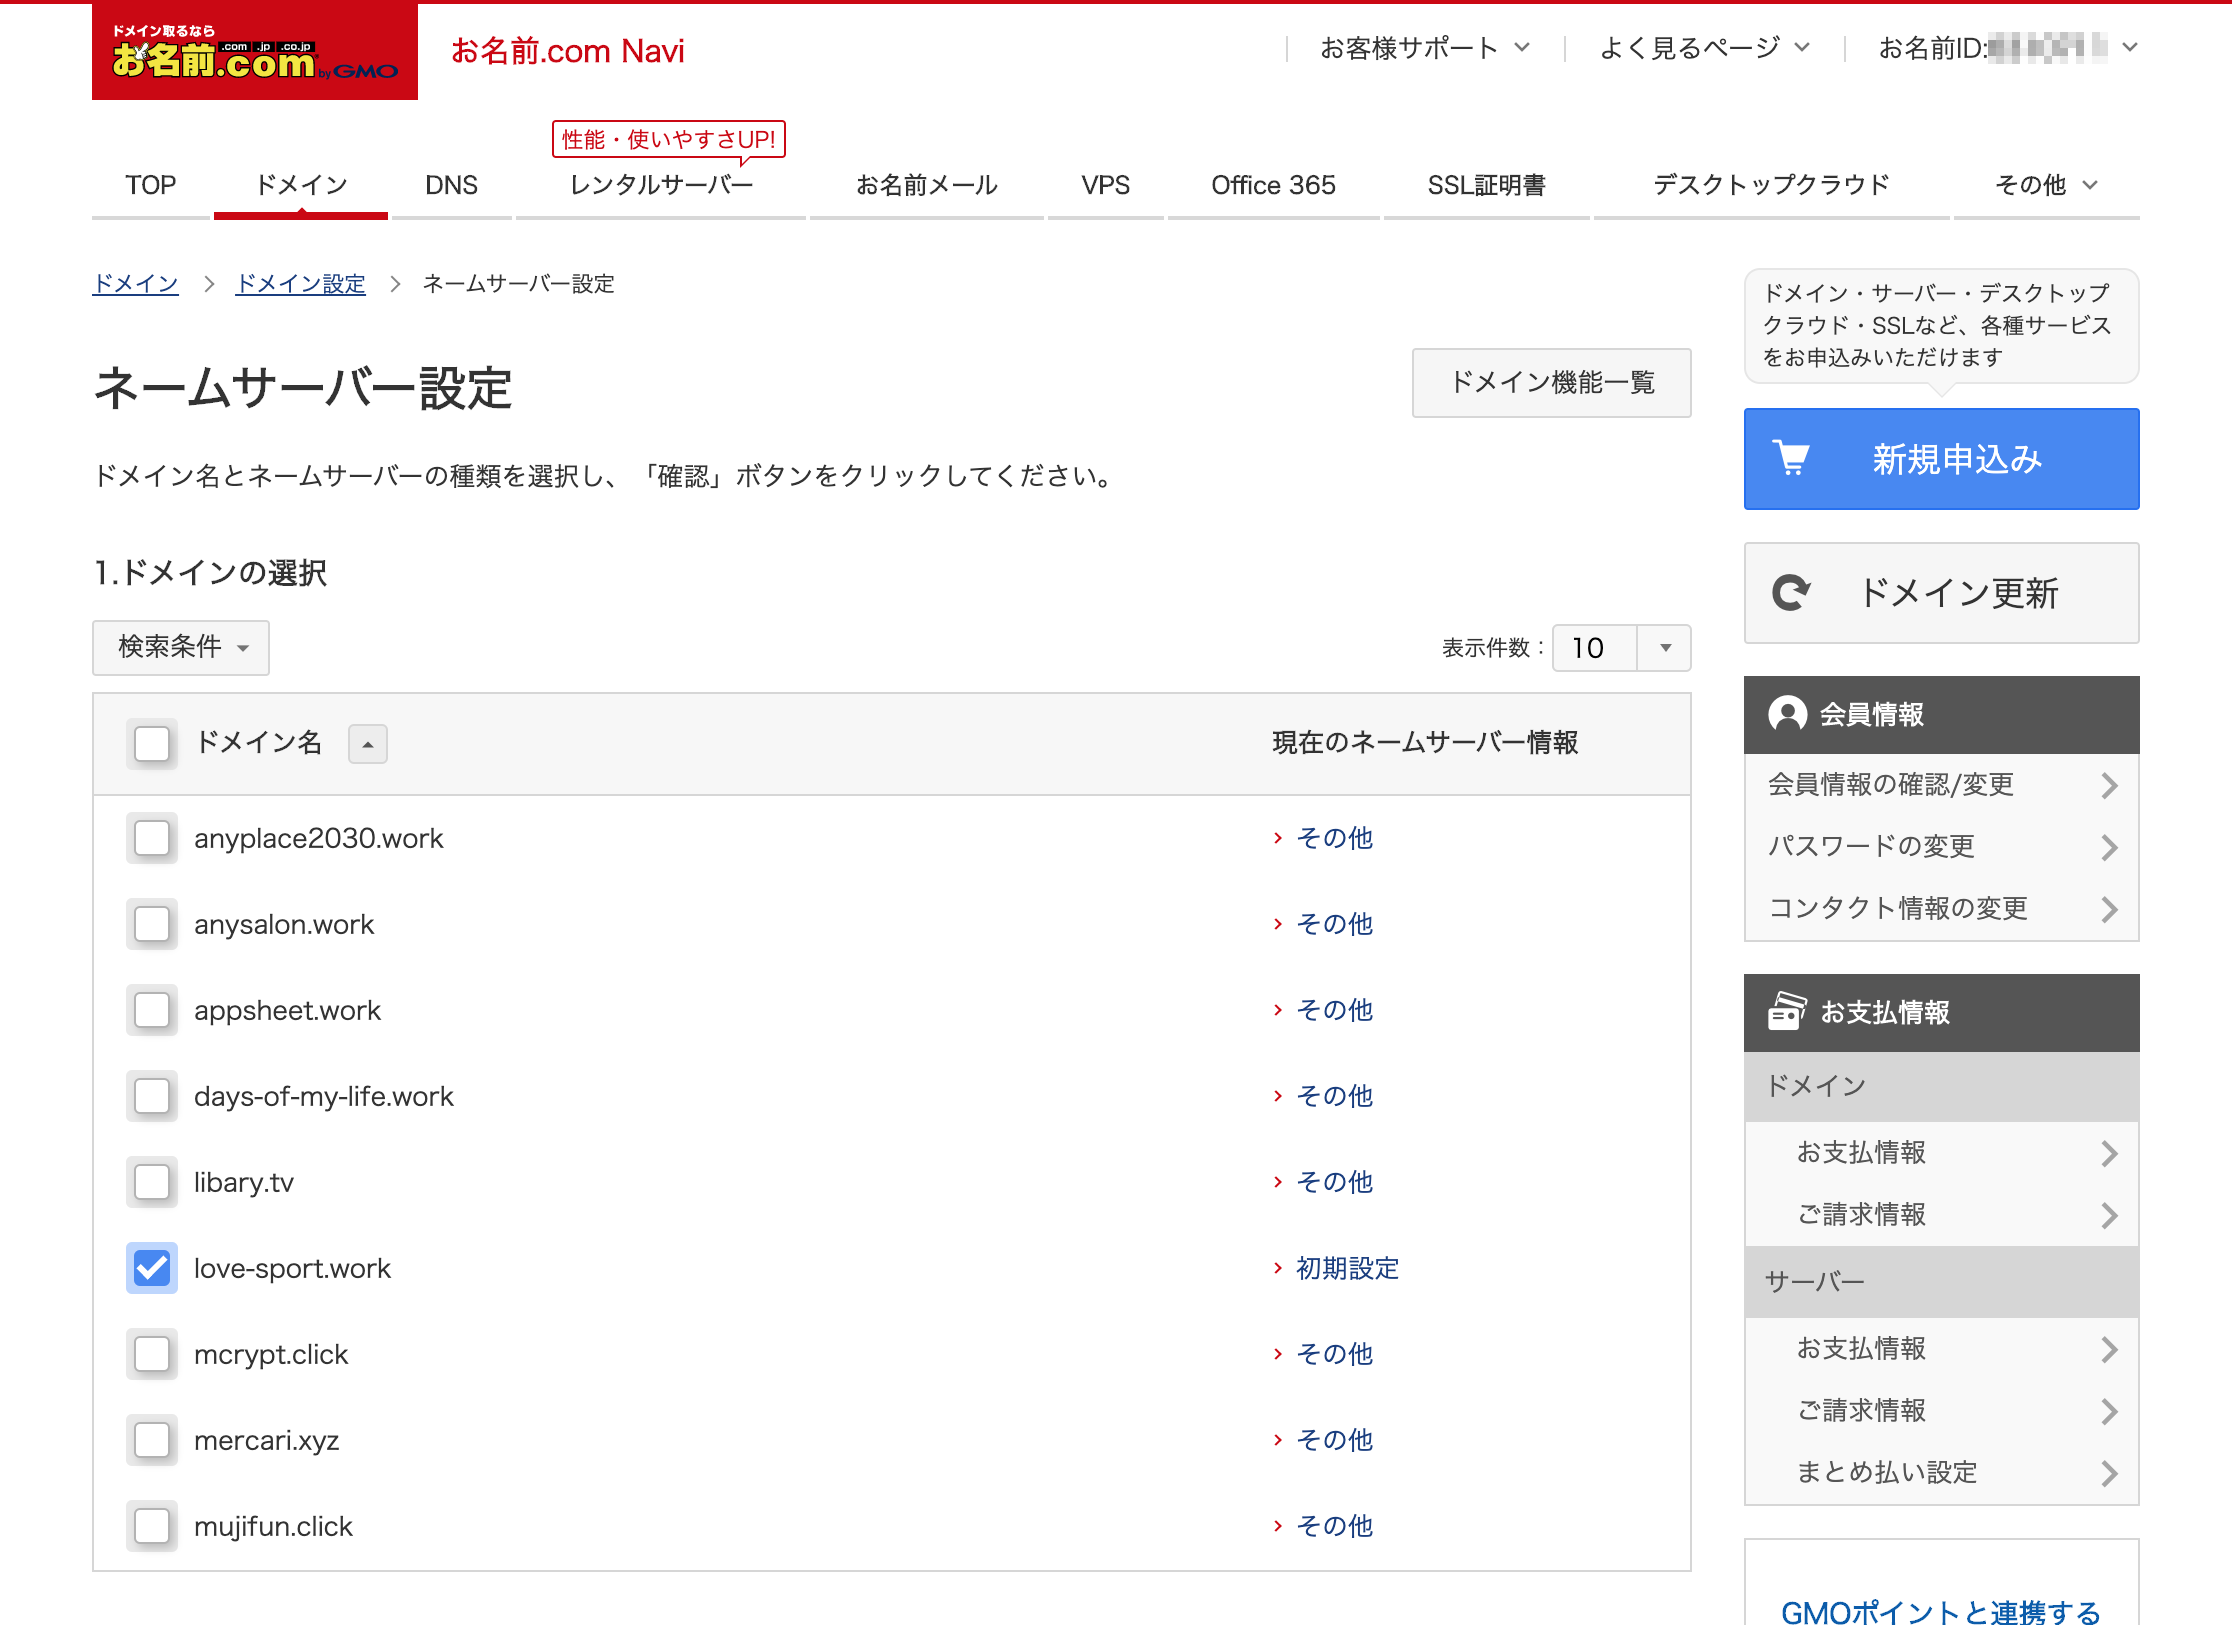 ドメイン取るなら
お名前.com
.com .jp .co.jp
by GMO
お名前.com Navi
お客様サポート
よく見るページ
お名前ID:
性能・使いやすさUP!
TOP
ドメイン
DNS
レンタルサーバー
お名前メール
VPS
Office 365
SSL証明書
デスクトップクラウド
その他
ドメイン
ドメイン設定
ネームサーバー設定
ネームサーバー設定
ドメイン機能一覧
ドメイン名とネームサーバーの種類を選択し、「確認」ボタンをクリックしてください。
1.ドメインの選択
検索条件
表示件数：
10
ドメイン名
現在のネームサーバー情報
anyplace2030.work
その他
anysalon.work
その他
appsheet.work
その他
days-of-my-life.work
その他
libary.tv
その他
love-sport.work
初期設定
mcrypt.click
その他
mercari.xyz
その他
mujifun.click
その他
ドメイン・サーバー・デスクトップ
クラウド・SSLなど、各種サービス
をお申込みいただけます
新規申込み
ドメイン更新
会員情報
会員情報の確認/変更
パスワードの変更
コンタクト情報の変更
お支払情報
ドメイン
お支払情報
ご請求情報
サーバー
お支払情報
ご請求情報
まとめ払い設定
GMOポイントと連携する